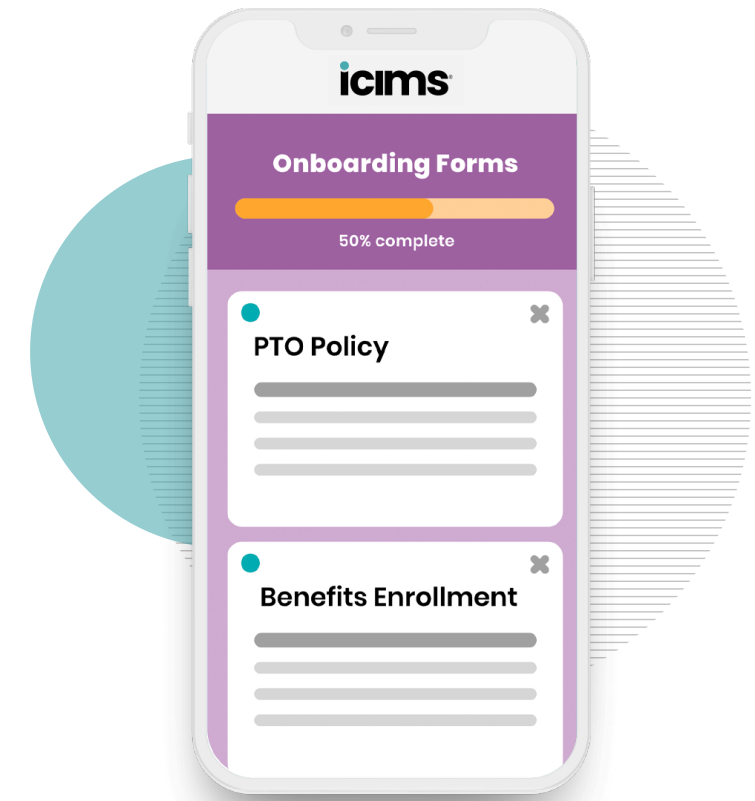 icims
Onboarding Forms
50% complete
PTO Policy
Benefits Enrollment